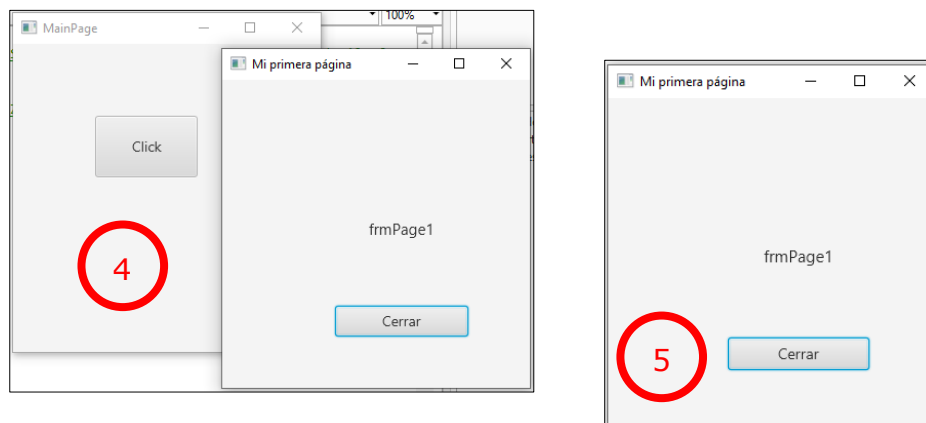 100%
MainPage
Mi primera página
Click
frmPage1
4
Cerrar
Mi primera página
frmPage1
5
Cerrar